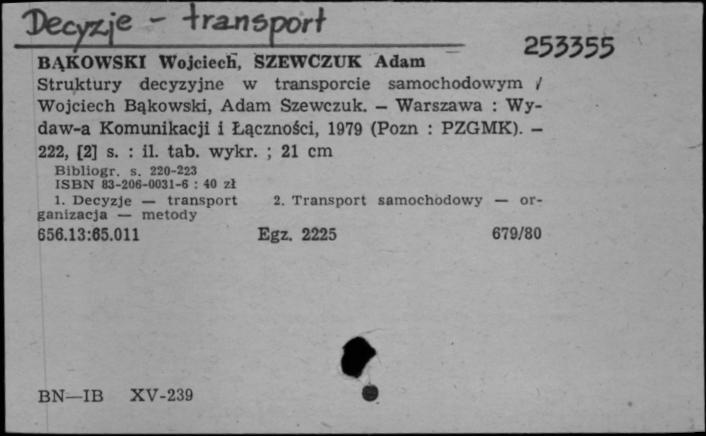 Decyzje - transport
253355
BĄKOWSKI Wojciech, SZEWCZUK Adam
Struktury decyzyjne w transporcie samochodowym /
Wojciech Bąkowski, Adam Szewczuk. — Warszawa : Wy-
daw-a Komunikacji i Łączności, 1979 (Pozn : PZGMK). —
222, [2] s. : il. tab. wykr. ; 21 cm
Bibliogr. s. 220-223
ISBN 83-206-0031-6 : 40 zł
1. Decyzje — transport 2. Transport samochodowy — or-
ganizacja — metody
656.13:65.011 Egz. 2225 679/80
BN—IB XV-239